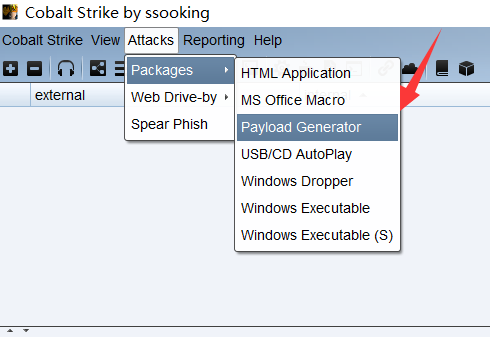 Cobalt Strike by ssooking
Cobalt Strike View Attacks Reporting Help
Packages
Web Drive-by
Spear Phish
HTML Application
MS Office Macro
Payload Generator
USB/CD AutoPlay
Windows Dropper
Windows Executable
Windows Executable (S)
external